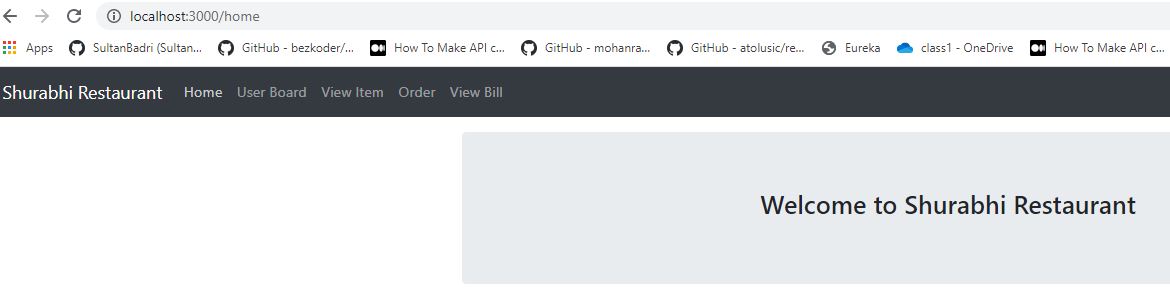 localhost:3000/home
Apps SultanBadri (Sultan... GitHub - bezkoder/... How To Make API c... GitHub - mohanra... GitHub - atolusic/re... Eureka class1 - OneDrive How To Make API c...
Shurabhi Restaurant Home User Board View Item Order View Bill
Welcome to Shurabhi Restaurant